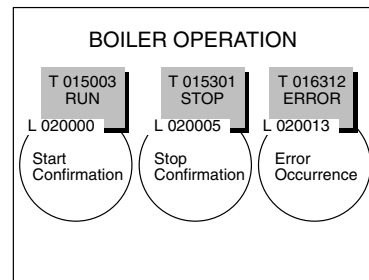 BOILER OPERATION
T 015003
RUN
T 015301
STOP
T 016312
ERROR
L 020000
L 020005
L 020013
Start
Confirmation
Stop
Confirmation
Error
Occurrence